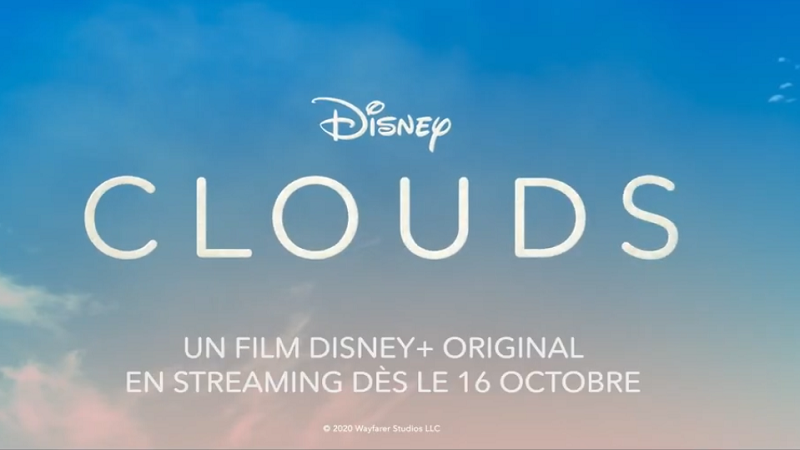 DISNEY
CLOUDS
UN FILM DISNEY+ ORIGINAL
EN STREAMING DÈS LE 16 OCTOBRE
© 2020 Wayfarer Studios LLC